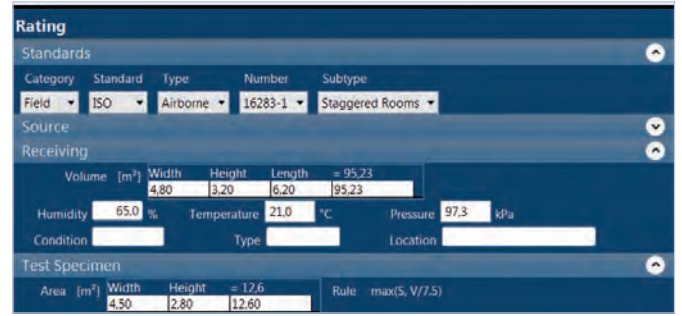 Rating
Standards
Category Standard Type Number Subtype
Field ISO Airborne 16283-1 Staggered Rooms
Source
Receiving
Volume [m³] Width Height Length = 95,23
4,80 3,20 6,20 95,23
Humidity 65,0 % Temperature 21,0 °C Pressure 97,3 kPa
Condition Type Location
Test Specimen
Area [m²] Width Height = 12,6 Rule max(S, V/7.5)
4,50 2,80 12,60